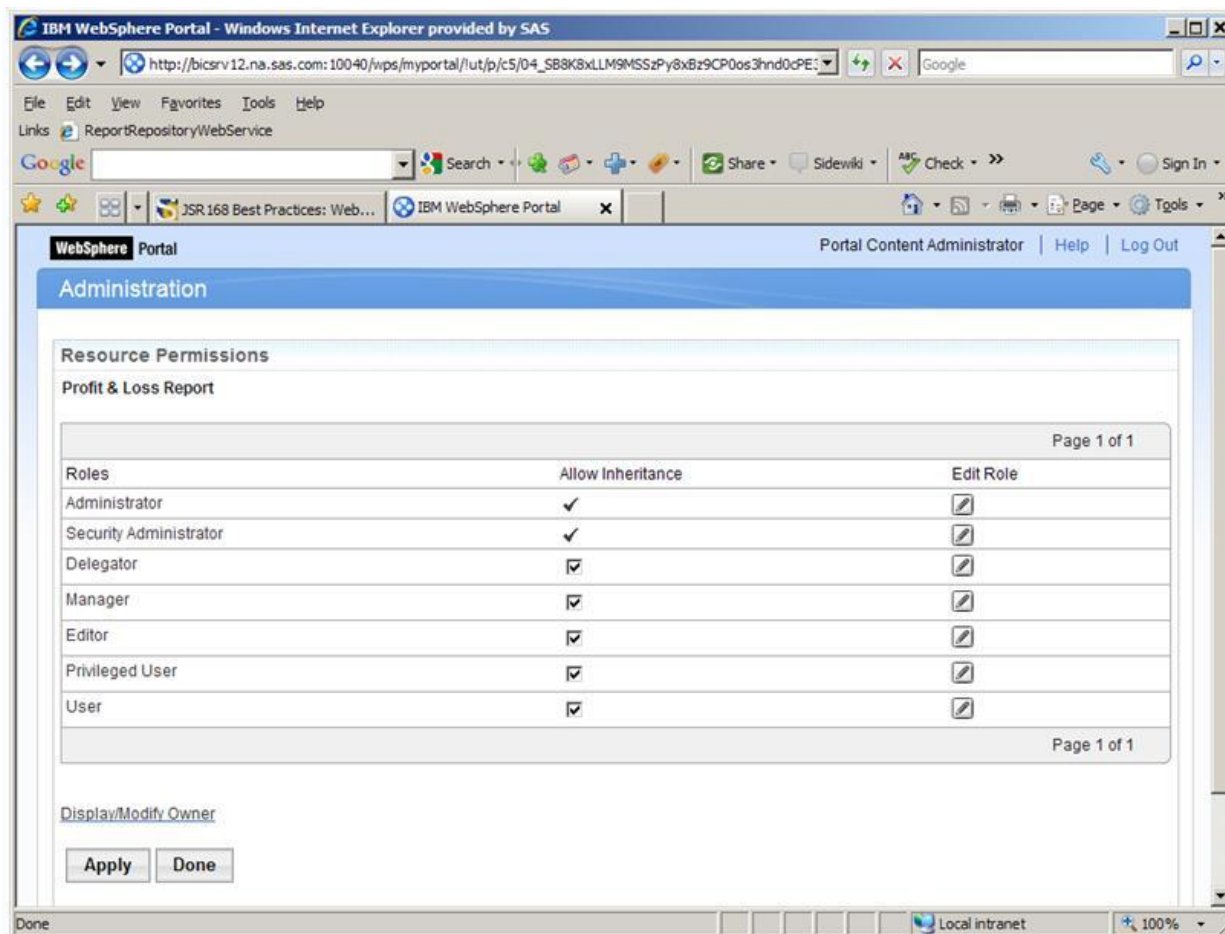 IBM WebSphere Portal - Windows Internet Explorer provided by SAS
http://bicsrv12.na.sas.com:10040/wps/myportal/!ut/p/c5/04_SB8K8xLLM9MSSzPy8xBz9CP0os3hnd0cPE3
Google
File Edit View Favorites Tools Help
Links ReportRepositoryWebService
Google Search Share Sidewiki ABC Check » Sign In
JSR168 Best Practices: Web... IBM WebSphere Portal x Page Tools »
WebSphere Portal Portal Content Administrator | Help | Log Out
Administration
Resource Permissions
Profit & Loss Report
Page 1 of 1
Roles Allow Inheritance Edit Role
Administrator
Security Administrator
Delegator
Manager
Editor
Privileged User
User
Page 1 of 1
Display/Modify Owner
Apply Done
Done Local intranet 100%